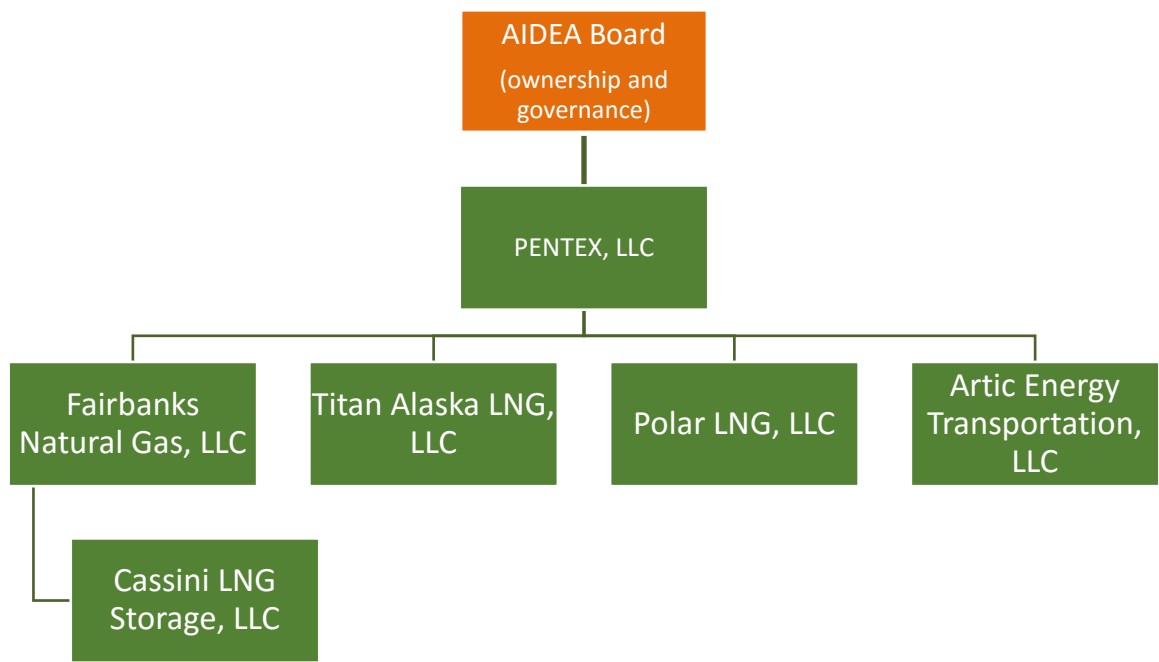 AIDEA Board
(ownership and
governance)
PENTEX, LLC
Fairbanks
Natural Gas, LLC
Titan Alaska LNG,
LLC
Polar LNG, LLC
Artic Energy
Transportation,
LLC
Cassini LNG
Storage, LLC